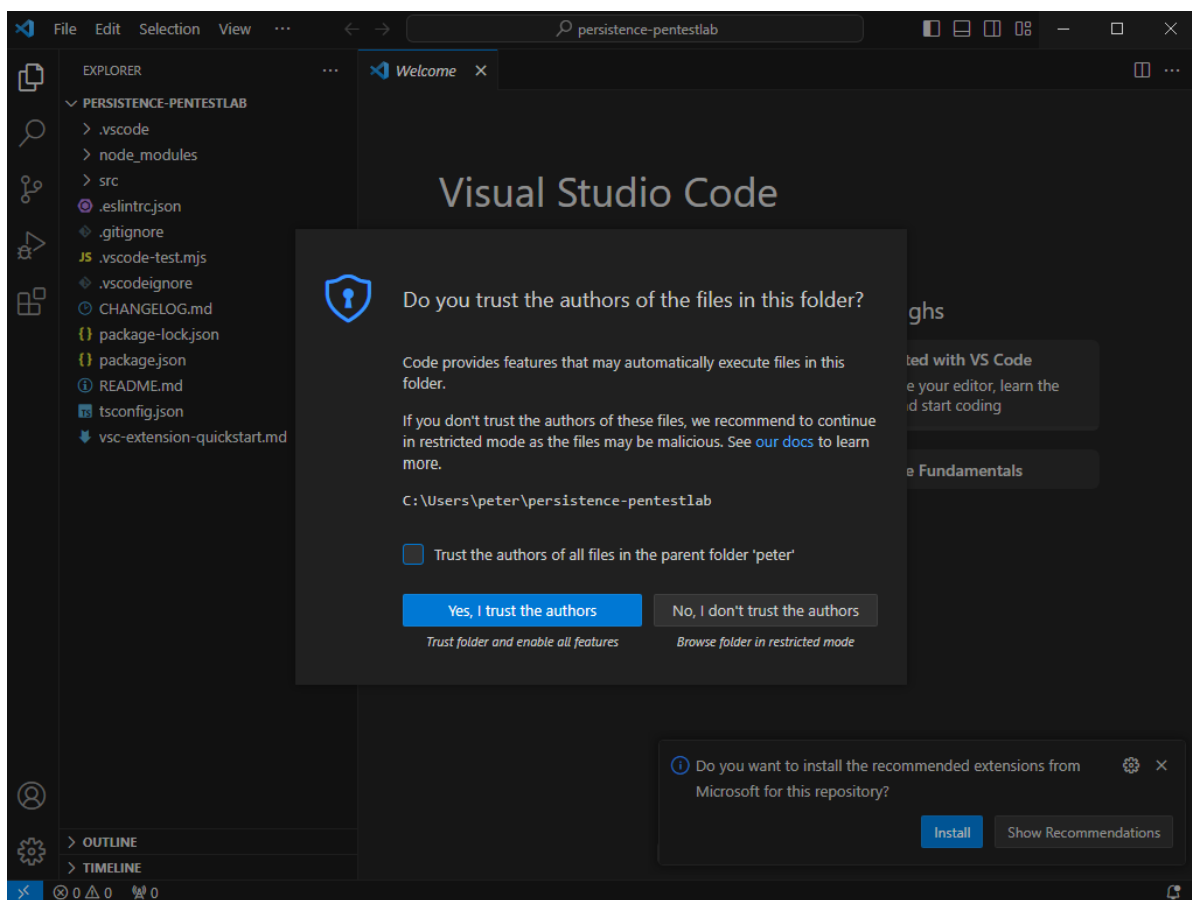 File Edit Selection View ...
persistence-pentestlab
EXPLORER
Welcome
PERSISTENCE-PENTESTLAB
.vscode
node_modules
src
.eslintrc.json
.gitignore
JS .vscode-test.mjs
.vscodeignore
CHANGELOG.md
{} package-lock.json
{} package.json
README.md
TS tsconfig.json
vsc-extension-quickstart.md
OUTLINE
TIMELINE
Visual Studio Code
ghs
ted with VS Code
e your editor, learn the
d start coding
e Fundamentals
Do you trust the authors of the files in this folder?
Code provides features that may automatically execute files in this
folder.
If you don't trust the authors of these files, we recommend to continue
in restricted mode as the files may be malicious. See our docs to learn
more.
C:\Users\peter\persistence-pentestlab
Trust the authors of all files in the parent folder 'peter'
Yes, I trust the authors
No, I don't trust the authors
Trust folder and enable all features
Browse folder in restricted mode
Do you want to install the recommended extensions from
Microsoft for this repository?
Install
Show Recommendations
0 0 0